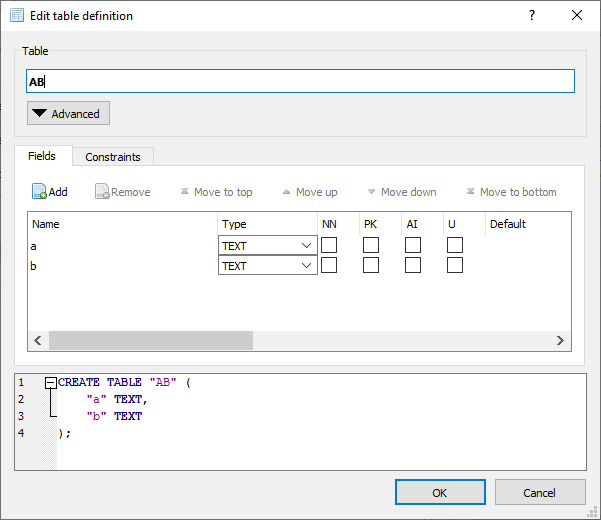 Edit table definition ?
Table
AB
Advanced
Fields Constraints
Add Remove Move to top Move up Move down Move to bottom
Name Type NN PK AI U Default
a TEXT
b TEXT
1 CREATE TABLE "AB" (
2 "a" TEXT,
3 "b" TEXT
4 );
OK Cancel